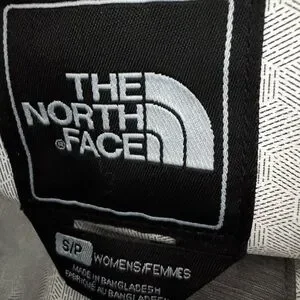 THE
NORTH
®FACE
S/P WOMENS/FEMMES
MADE IN BANGLADESH
FABRIQUÉ AU BANGLADESH